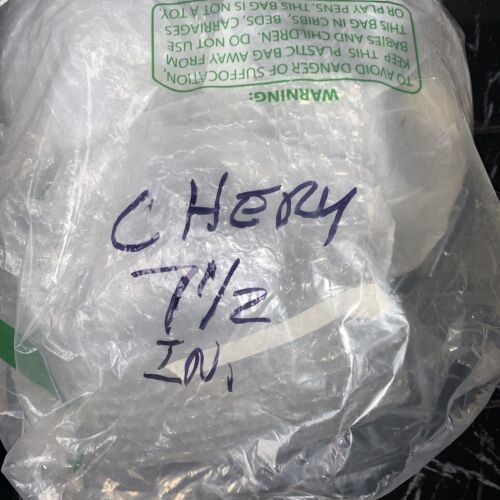 CHERY
7 1/2
IN.
WARNING:
TO AVOID DANGER OF SUFFOCATION,
KEEP THIS PLASTIC BAG AWAY FROM
BABIES AND CHILDREN. DO NOT USE
THIS BAG IN CRIBS, BEDS, CARRIAGES
OR PLAY PENS. THIS BAG IS NOT A TOY.